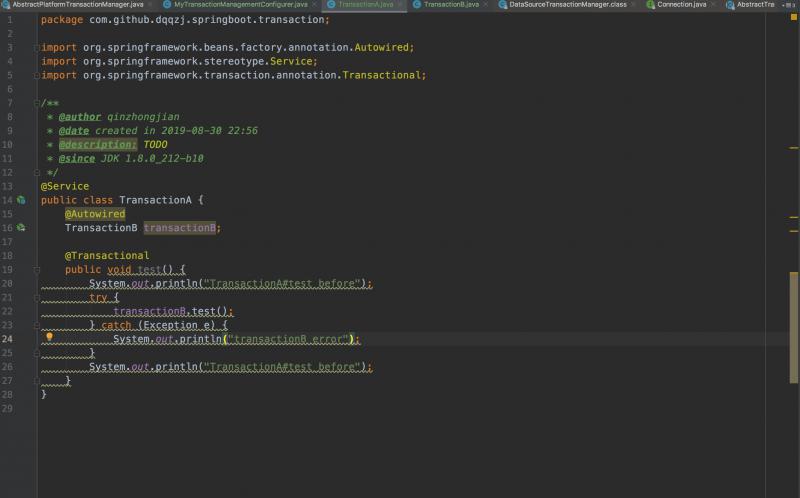 AbstractPlatformTransactionManager.java MyTransactionManagementConfigurer.java TransactionA.java TransactionB.java DataSourceTransactionManager.class Connection.java AbstractTra
1 package com.github.dqqzj.springboot.transaction;
2
3 import org.springframework.beans.factory.annotation.Autowired;
4 import org.springframework.stereotype.Service;
5 import org.springframework.transaction.annotation.Transactional;
6
7 /**
8 * @author qinzhongjian
9 * @date created in 2019-08-30 22:56
10 * @description: TODO
11 * @since JDK 1.8.0_212-b10
12 */
13 @Service
14 public class TransactionA {
15 @Autowired
16 TransactionB transactionB;
17
18 @Transactional
19 public void test() {
20 System.out.println("TransactionA#test before");
21 try {
22 transactionB.test();
23 } catch (Exception e) {
24 System.out.println("transactionB error");
25 }
26 System.out.println("TransactionA#test before");
27 }
28 }
29